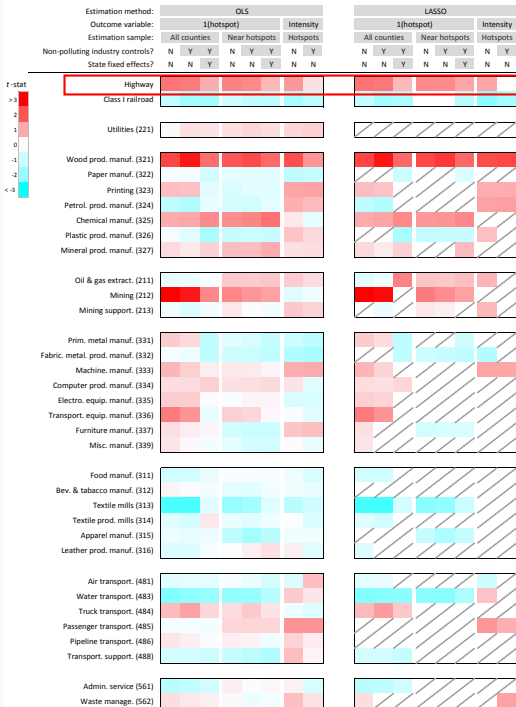 Estimation method: OLS LASSO
Outcome variable: 1(hotspot) Intensity 1(hotspot) Intensity
Estimation sample: All counties Near hotspots Hotspots All counties Near hotspots Hotspots
Non-polluting industry controls? N Y Y N Y Y N Y N Y Y N Y Y N Y
State fixed effects? N N Y N N Y N N N N Y N N Y N N
t-stat
> 3
2
1
0
-1
-2
< -3
Highway
Class I railroad
Utilities (221)
Wood prod. manuf. (321)
Paper manuf. (322)
Printing (323)
Petrol. prod. manuf. (324)
Chemical manuf. (325)
Plastic prod. manuf. (326)
Mineral prod. manuf. (327)
Oil & gas extract. (211)
Mining (212)
Mining support. (213)
Prim. metal manuf. (331)
Fabric. metal. prod. manuf. (332)
Machine. manuf. (333)
Computer prod. manuf. (334)
Electro. equip. manuf. (335)
Transport. equipt. manuf. (336)
Furniture manuf. (337)
Misc. manuf. (339)
Food manuf. (311)
Bev. & tabacco manuf. (312)
Textile mills (313)
Textile prod. mills (314)
Apparel manuf. (315)
Leather prod. manuf. (316)
Air transport. (481)
Water transport. (483)
Truck transport. (484)
Passenger transport. (485)
Pipeline transport. (486)
Transport. support. (488)
Admin. service (561)
Waste manage. (562)